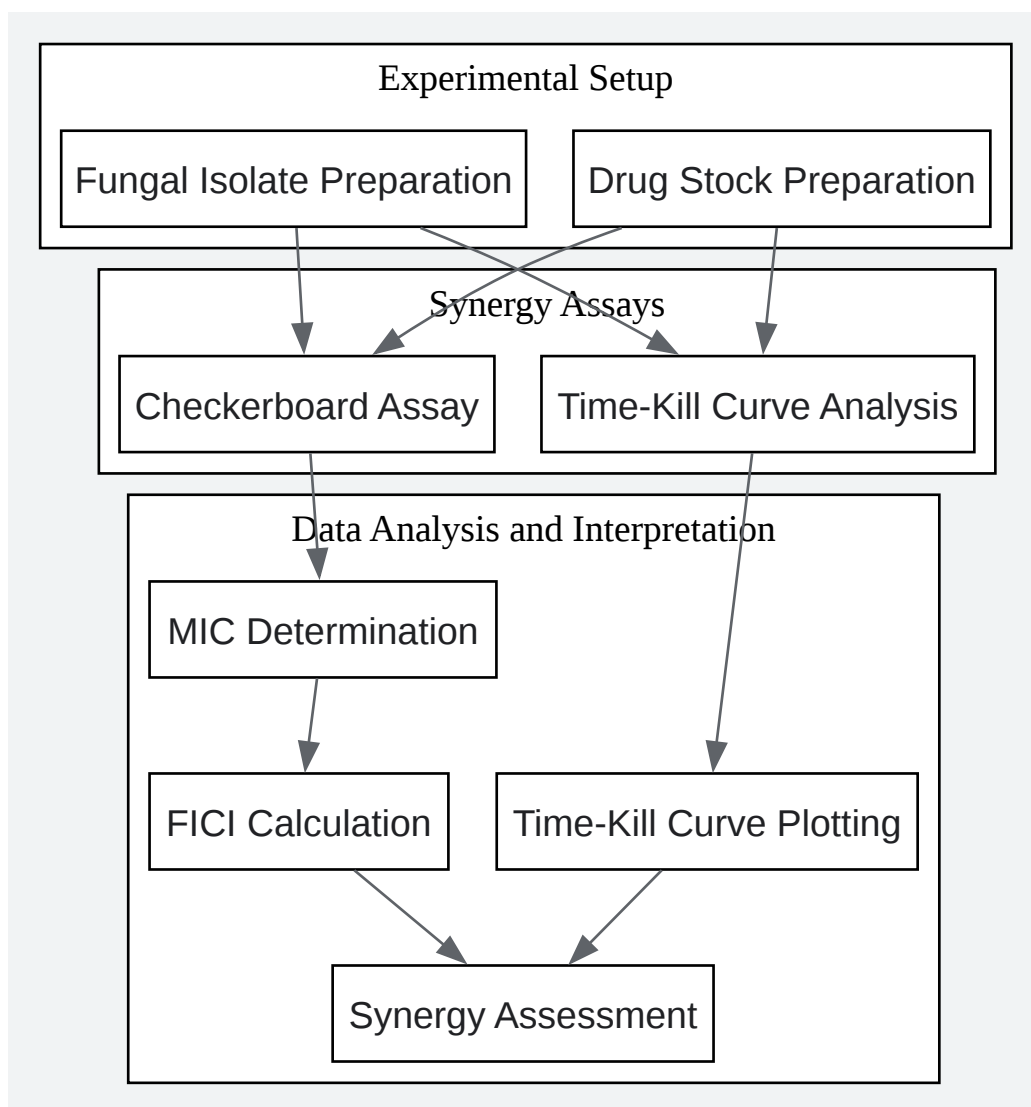 Experimental Setup
Fungal Isolate Preparation
Drug Stock Preparation
Synergy Assays
Checkerboard Assay
Time-Kill Curve Analysis
Data Analysis and Interpretation
MIC Determination
FICI Calculation
Time-Kill Curve Plotting
Synergy Assessment